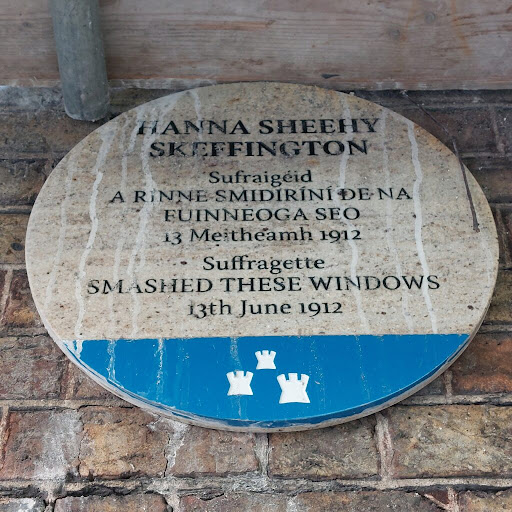 HANNA SHEEHY
SKEFFINGTON
Sufraigéid
A RINNE SMIDIRÍNÍ DE NA
FUINNEOGA SEO
13 Meitheamh 1912
Suffragette
SMASHED THESE WINDOWS
13th June 1912